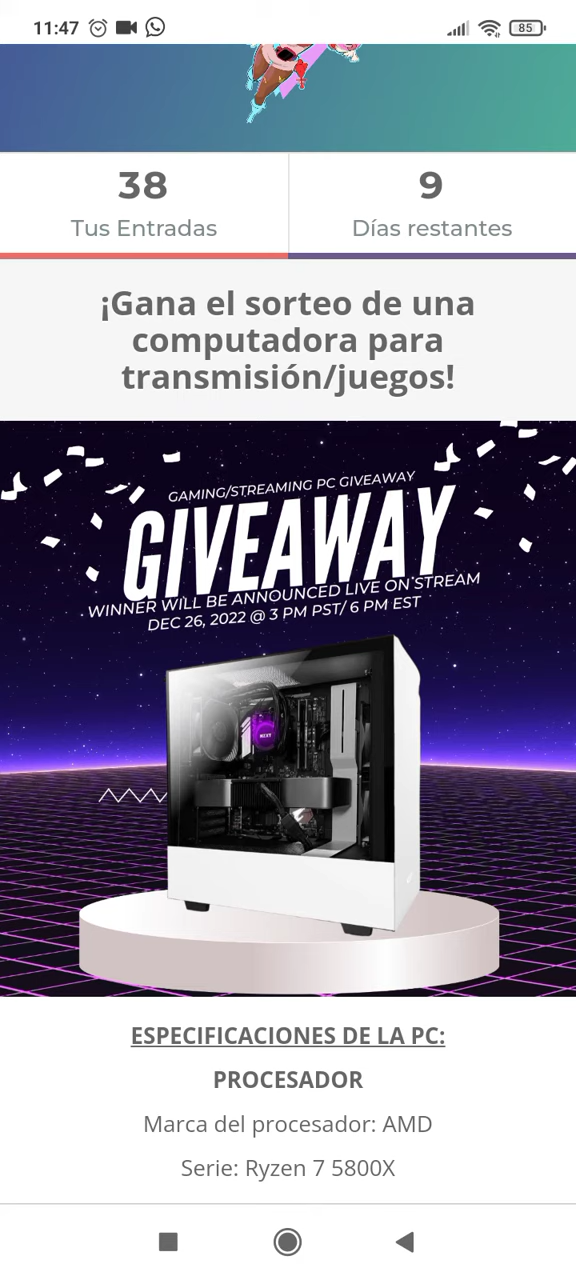 11:47
85
38
9
Tus Entradas
Días restantes
¡Gana el sorteo de una
computadora para
transmisión/juegos!
GAMING/STREAMING PC GIVEAWAY
GIVEAWAY
WINNER WILL BE ANNOUNCED LIVE ON STREAM
DEC 26, 2022 @ 3 PM PST/ 6 PM EST
NZXT
ESPECIFICACIONES DE LA PC:
PROCESADOR
Marca del procesador: AMD
Serie: Ryzen 7 5800X